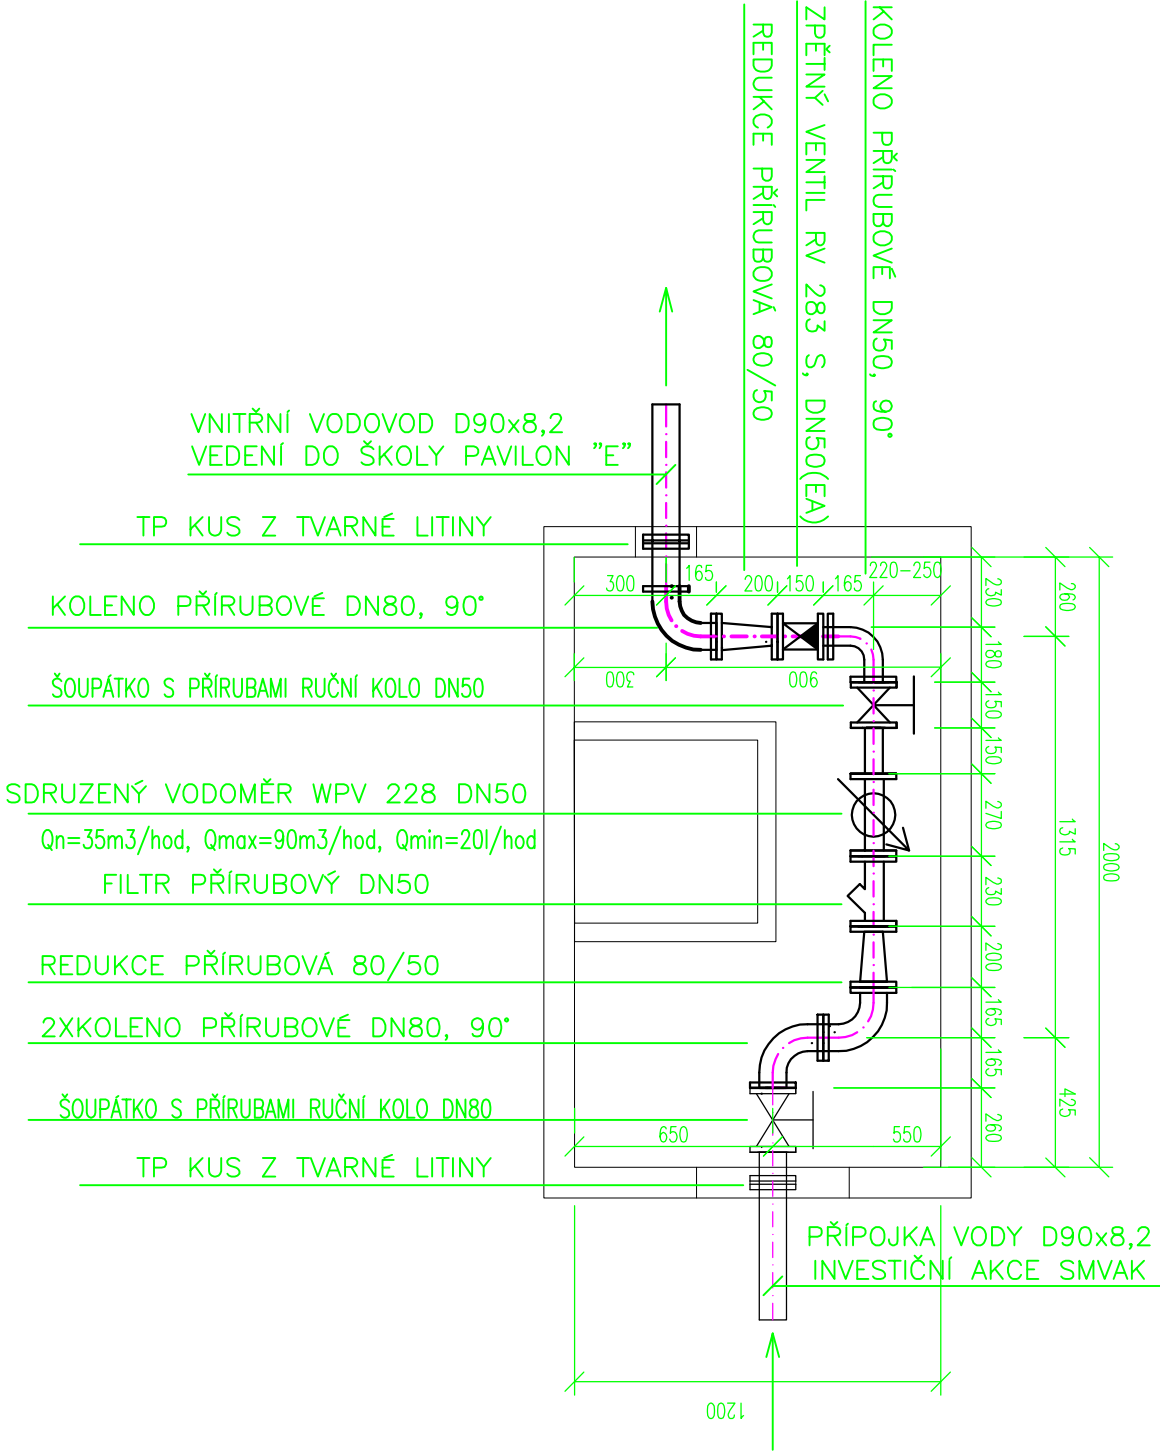 KOLENO PŘÍRUBOVÉ DN50, 90°
ZPĚTNÝ VENTIL RV 283 S, DN50(EA)
REDUKCE PŘÍRUBOVÁ 80/50
VNITŘNÍ VODOVOD D90x8,2
VEDENÍ DO ŠKOLY PAVILON "E"
TP KUS Z TVARNÉ LITINY
KOLENO PŘÍRUBOVÉ DN80, 90°
ŠOUPÁTKO S PŘÍRUBAMI RUČNÍ KOLO DN50
SDRUZENÝ VODOMĚR WPV 228 DN50
Qn=35m3/hod, Qmax=90m3/hod, Qmin=20l/hod
FILTR PŘÍRUBOVÝ DN50
REDUKCE PŘÍRUBOVÁ 80/50
2XKOLENO PŘÍRUBOVÉ DN80, 90°
ŠOUPÁTKO S PŘÍRUBAMI RUČNÍ KOLO DN80
TP KUS Z TVARNÉ LITINY
PŘÍPOJKA VODY D90x8,2
INVESTIČNÍ AKCE SMVAK
300
165
200
150
165
220-250
300
900
230
180
150
150
270
230
200
165
165
260
260
1315
425
2000
650
550
1200